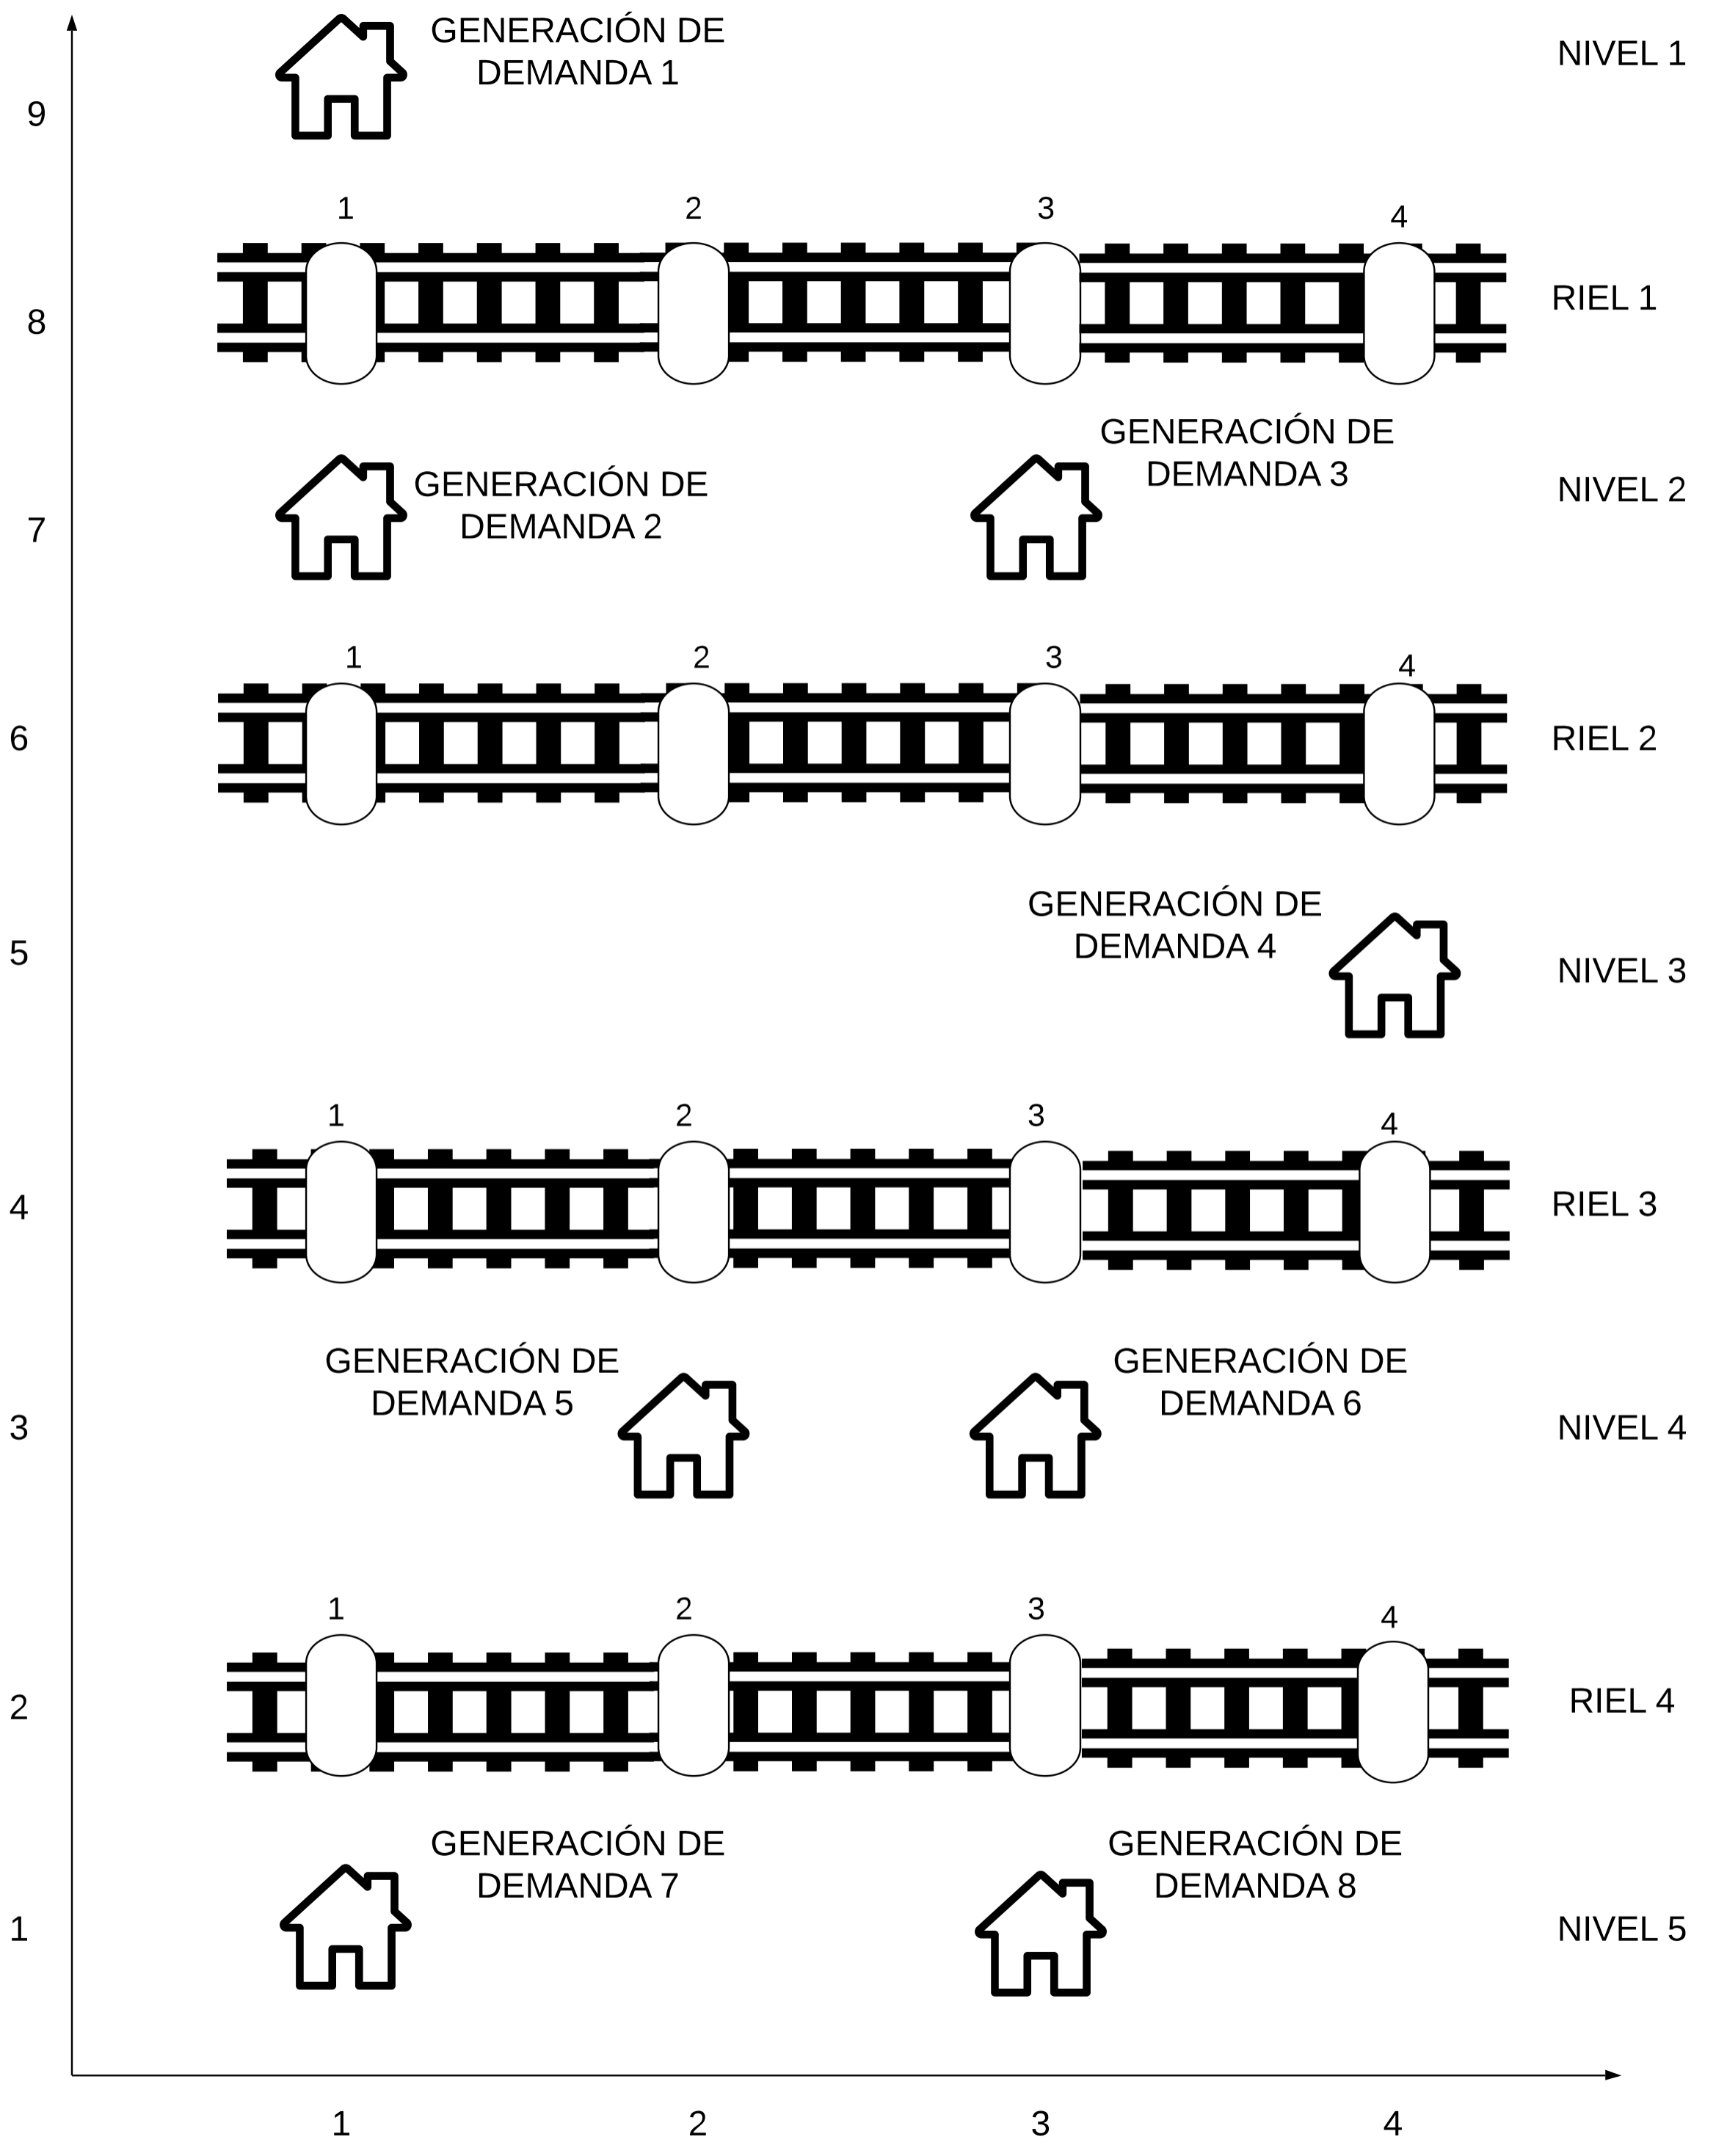 GENERACIÓN DE
DEMANDA 1
NIVEL 1
9
1
2
3
4
8
RIEL 1
GENERACIÓN DE
DEMANDA 2
GENERACIÓN DE
DEMANDA 3
NIVEL 2
7
1
2
3
4
6
RIEL 2
GENERACIÓN DE
DEMANDA 4
5
NIVEL 3
1
2
3
4
4
RIEL 3
GENERACIÓN DE
DEMANDA 5
GENERACIÓN DE
DEMANDA 6
3
NIVEL 4
1
2
3
4
2
RIEL 4
GENERACIÓN DE
DEMANDA 7
GENERACIÓN DE
DEMANDA 8
1
NIVEL 5
1
2
3
4